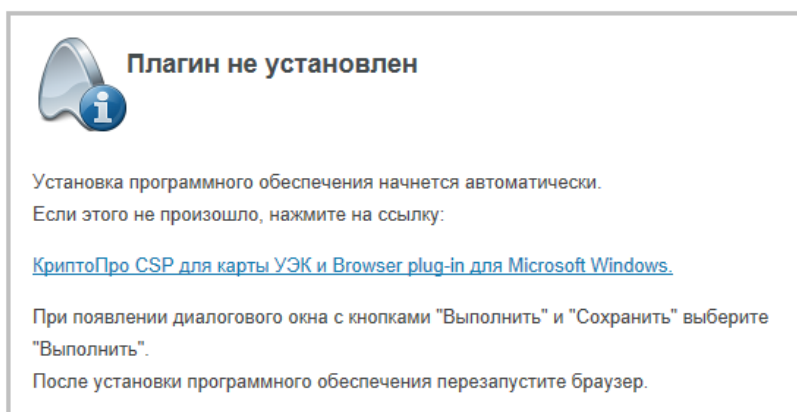 Плагин не установлен
Установка программного обеспечения начнется автоматически.
Если этого не произошло, нажмите на ссылку:
КриптоПро CSP для карты УЭК и Browser plug-in для Microsoft Windows.
При появлении диалогового окна с кнопками "Выполнить" и "Сохранить" выберите
"Выполнить".
После установки программного обеспечения перезапустите браузер.